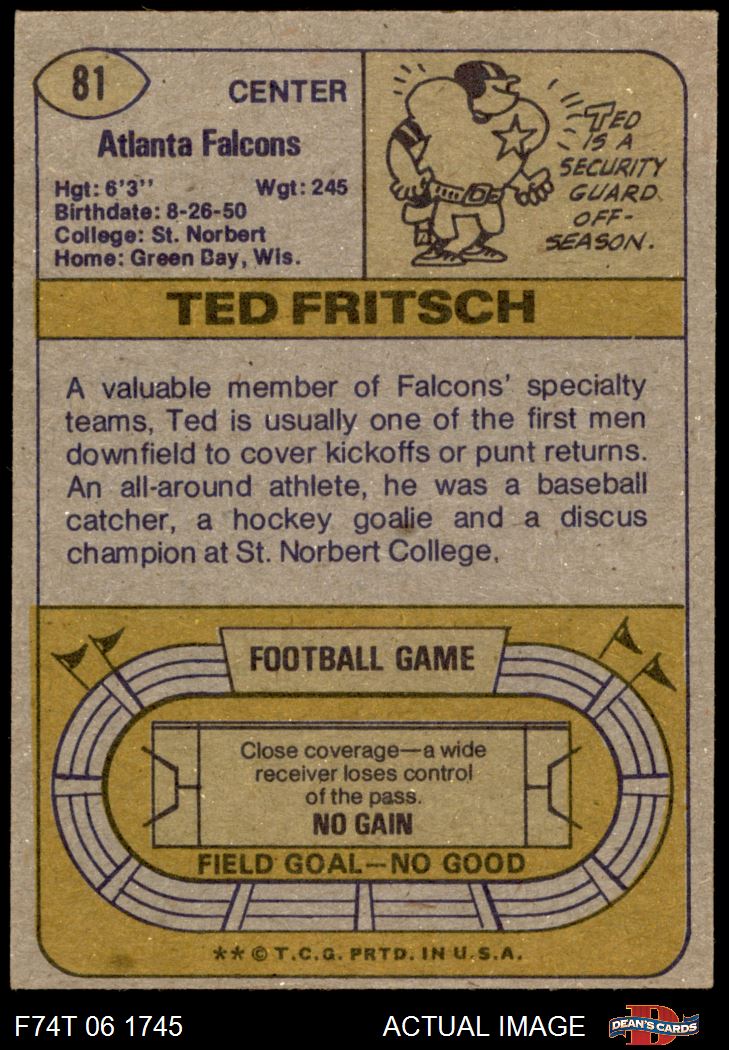 81
CENTER
Atlanta Falcons
Hgt: 6'3" Wgt: 245
Birthdate: 8-26-50
College: St. Norbert
Home: Green Bay, Wis.
TED
IS A
SECURITY
GUARD
OFF-
SEASON.
TED FRITSCH
A valuable member of Falcons' specialty
teams, Ted is usually one of the first men
downfield to cover kickoffs or punt returns.
An all-around athlete, he was a baseball
catcher, a hockey goalie and a discus
champion at St. Norbert College.
FOOTBALL GAME
Close coverage—a wide
receiver loses control
of the pass.
NO GAIN
FIELD GOAL—NO GOOD
** © T.C.G. PRTD. IN U.S.A.
F74T 06 1745 ACTUAL IMAGE DEAN'S CARDS